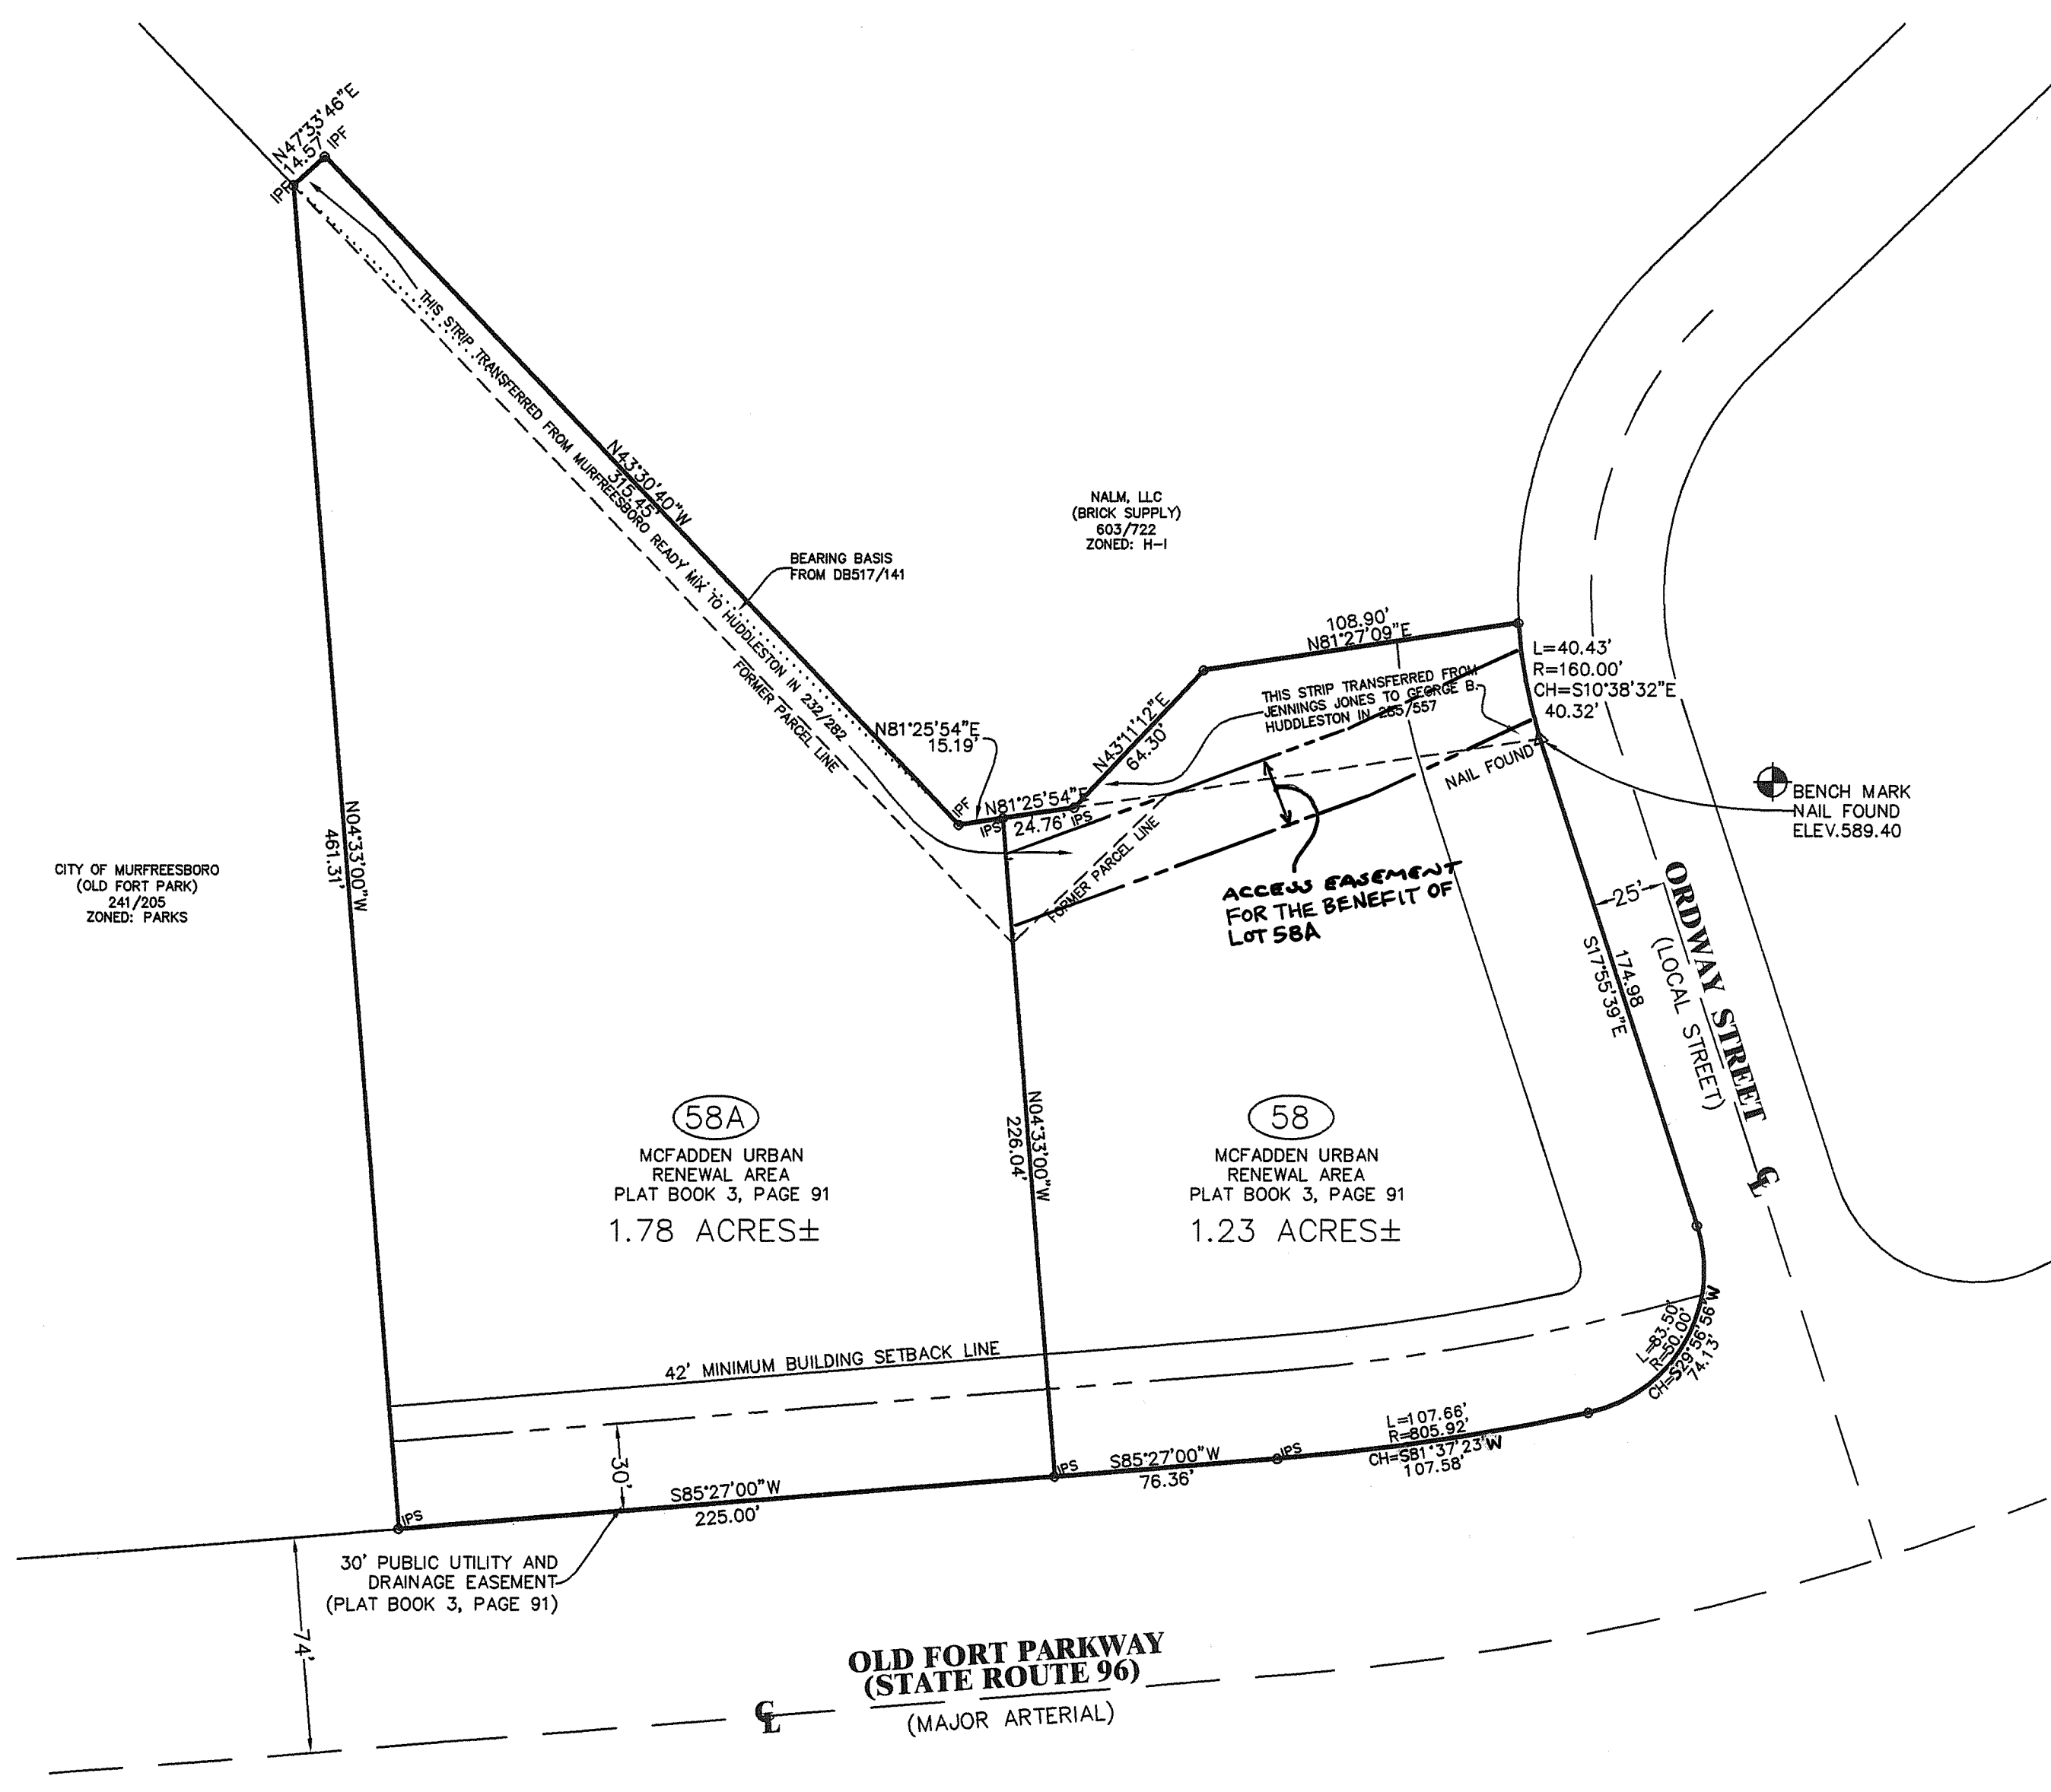 N47°33'46"E
14.57'
IPF
IPF
THIS STRIP TRANSFERRED FROM MURFREESBORO READY MIX TO HUDDLESTON IN 232/282
N43°30'40"W
315.45'
BEARING BASIS
FROM DB517/141
FORMER PARCEL LINE
NALM, LLC
(BRICK SUPPLY)
603/722
ZONED: H-I
108.90'
N81°27'09"E
L=40.43'
R=160.00'
CH=S10°38'32"E
40.32'
THIS STRIP TRANSFERRED FROM
JENNINGS JONES TO GEORGE B.
HUDDLESTON IN 285/557
N43°11'12"E
64.30'
N81°25'54"E
15.19'
IPF
N81°25'54"E
24.76'
IPS
IPS
NAIL FOUND
BENCH MARK
NAIL FOUND
ELEV.589.40
FORMER PARCEL LINE
ACCESS EASEMENT
FOR THE BENEFIT OF
LOT 58A
N04°33'00"W
461.31'
CITY OF MURFREESBORO
(OLD FORT PARK)
241/205
ZONED: PARKS
25'
ORDWAY STREET
(LOCAL STREET)
CL
174.98
S17°55'39"E
58A
MCFADDEN URBAN
RENEWAL AREA
PLAT BOOK 3, PAGE 91
1.78 ACRES±
N04°33'00"W
226.04'
58
MCFADDEN URBAN
RENEWAL AREA
PLAT BOOK 3, PAGE 91
1.23 ACRES±
42' MINIMUM BUILDING SETBACK LINE
L=83.50'
R=50.00'
CH=S29°56'56"W
74.13'
L=107.66'
R=805.92'
CH=S81°37'23"W
107.58'
IPS
S85°27'00"W
76.36'
IPS
30'
S85°27'00"W
225.00'
IPS
30' PUBLIC UTILITY AND
DRAINAGE EASEMENT
(PLAT BOOK 3, PAGE 91)
74'
OLD FORT PARKWAY
(STATE ROUTE 96)
CL
(MAJOR ARTERIAL)